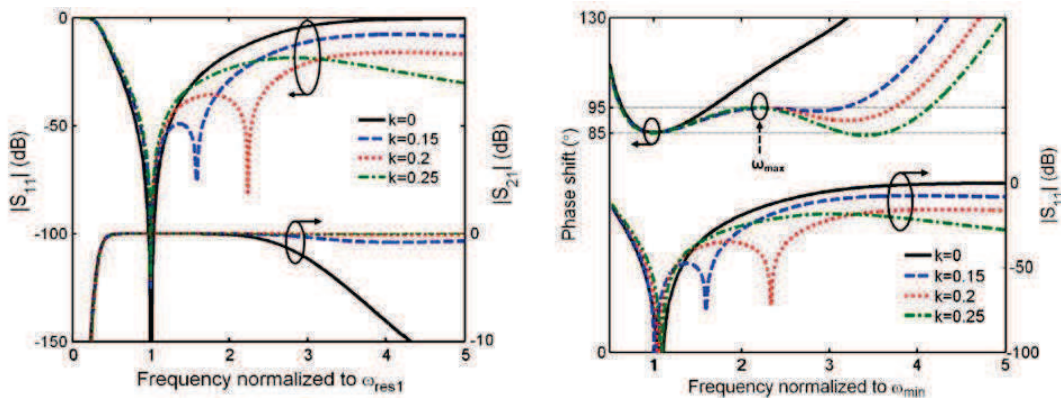 0
-50
-100
-150
|S11| (dB)
k=0
k=0.15
k=0.2
k=0.25
0
-10
|S21| (dB)
0 1 2 3 4 5
Frequency normalized to ωres1
130
95
85
0
Phase shift (°)
ωmax
k=0
k=0.15
k=0.2
k=0.25
0
-50
-100
|S11| (dB)
1 2 3 4 5
Frequency normalized to ωmin